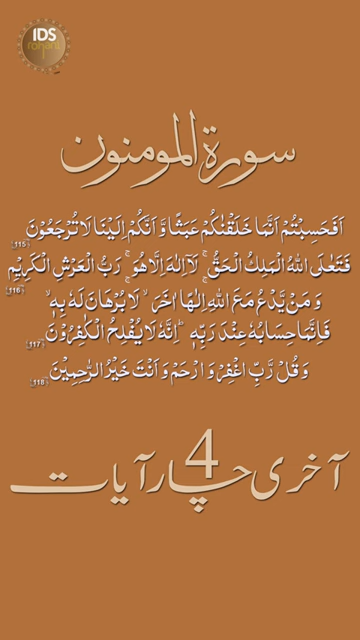 IDS
rohani
سورة المومنون
اَفَحَسِبْتُمْ اَنَّمَا خَلَقْنٰكُمْ عَبَثًا وَّ اَنَّكُمْ اِلَیْنَا لَا تُرْجَعُوْنَ ﴿115﴾
فَتَعٰلَى اللّٰهُ الْمَلِكُ الْحَقُّ ۚ لَاۤ اِلٰهَ اِلَّا هُوَ ۚ رَبُّ الْعَرْشِ الْكَرِیْمِ ﴿116﴾
وَ مَنْ یَّدْعُ مَعَ اللّٰهِ اِلٰهًا اٰخَرَ ۙ لَا بُرْهَانَ لَهٗ بِهٖ ۙ
فَاِنَّمَا حِسَابُهٗ عِنْدَ رَبِّهٖ ؕ اِنَّهٗ لَا یُفْلِحُ الْكٰفِرُوْنَ ﴿117﴾
وَ قُلْ رَّبِّ اغْفِرْ وَ ارْحَمْ وَ اَنْتَ خَیْرُ الرّٰحِمِیْنَ ﴿118﴾
4
آخری چار آیات